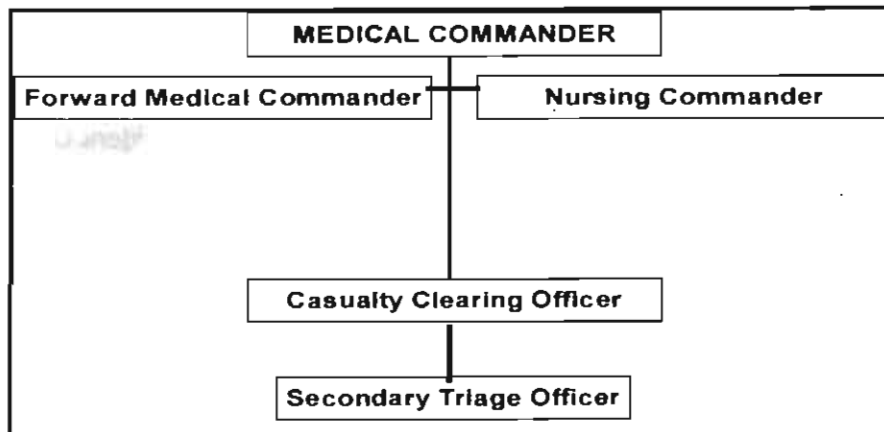 MEDICAL COMMANDER
Forward Medical Commander
Nursing Commander
Casualty Clearing Officer
Secondary Triage Officer